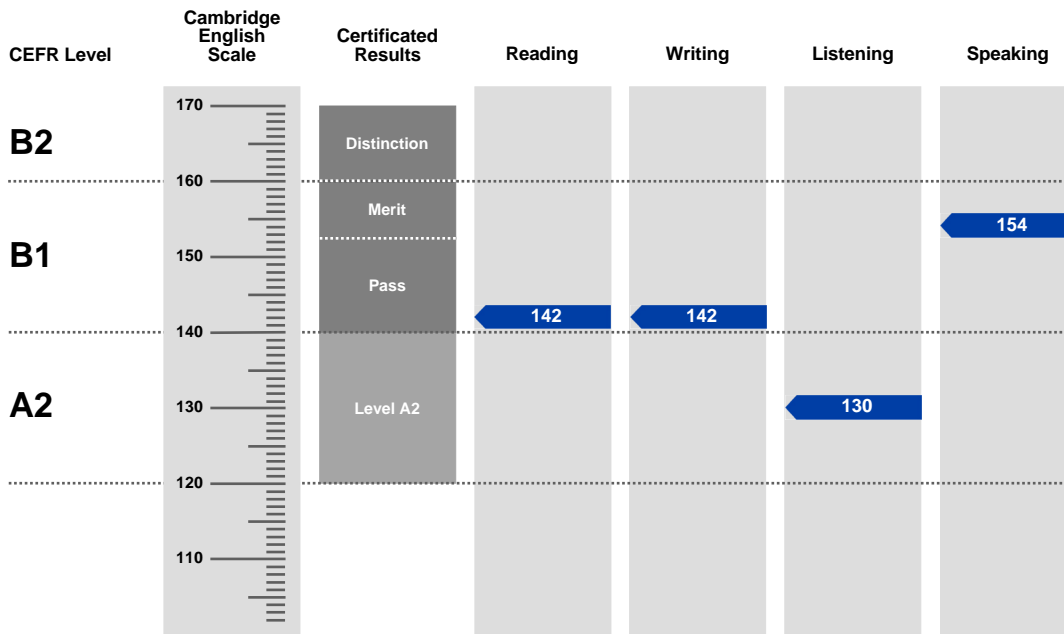 CEFR Level
Cambridge
English
Scale
Certificated
Results
Reading
Writing
Listening
Speaking
170
B2
Distinction
160
Merit
154
B1
150
Pass
142
142
140
A2
130
Level A2
130
120
110